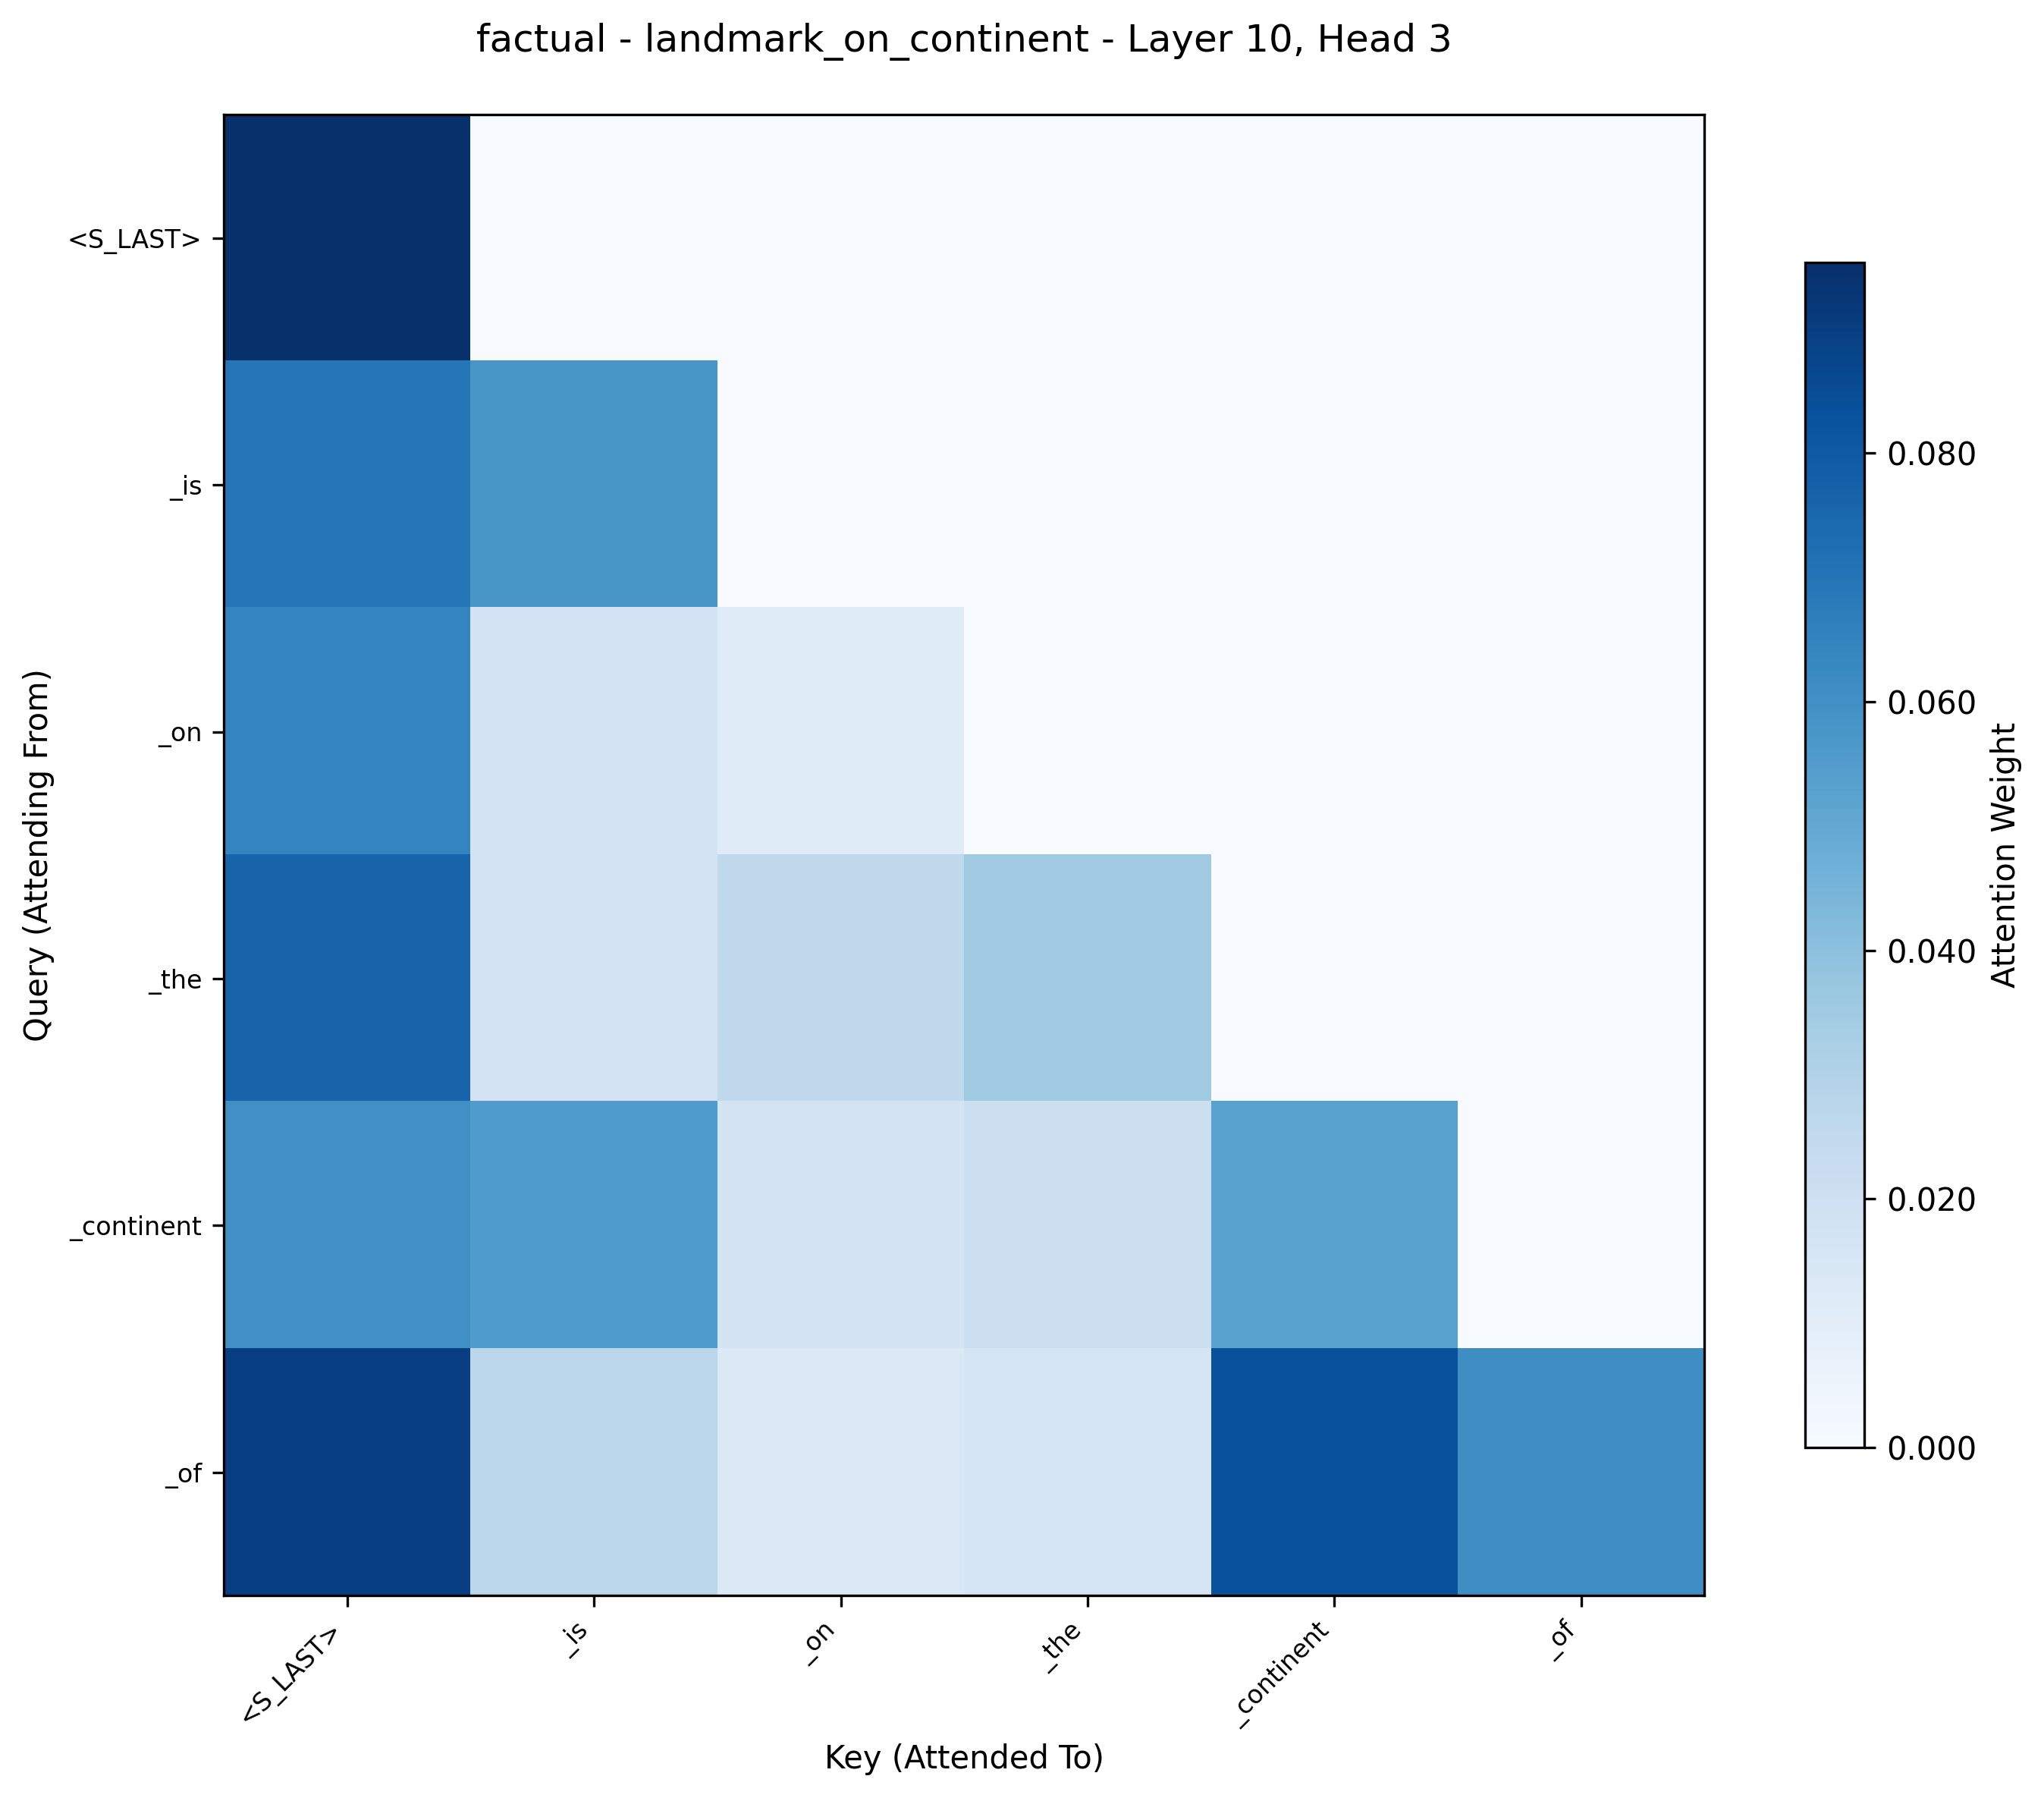 factual - landmark_on_continent - Layer 10, Head 3
<S_LAST>
_is
_on
_the
_continent
_of
Query (Attending From)
<S_LAST>
_is
_on
_the
_continent
_of
Key (Attended To)
0.080
0.060
0.040
0.020
0.000
Attention Weight